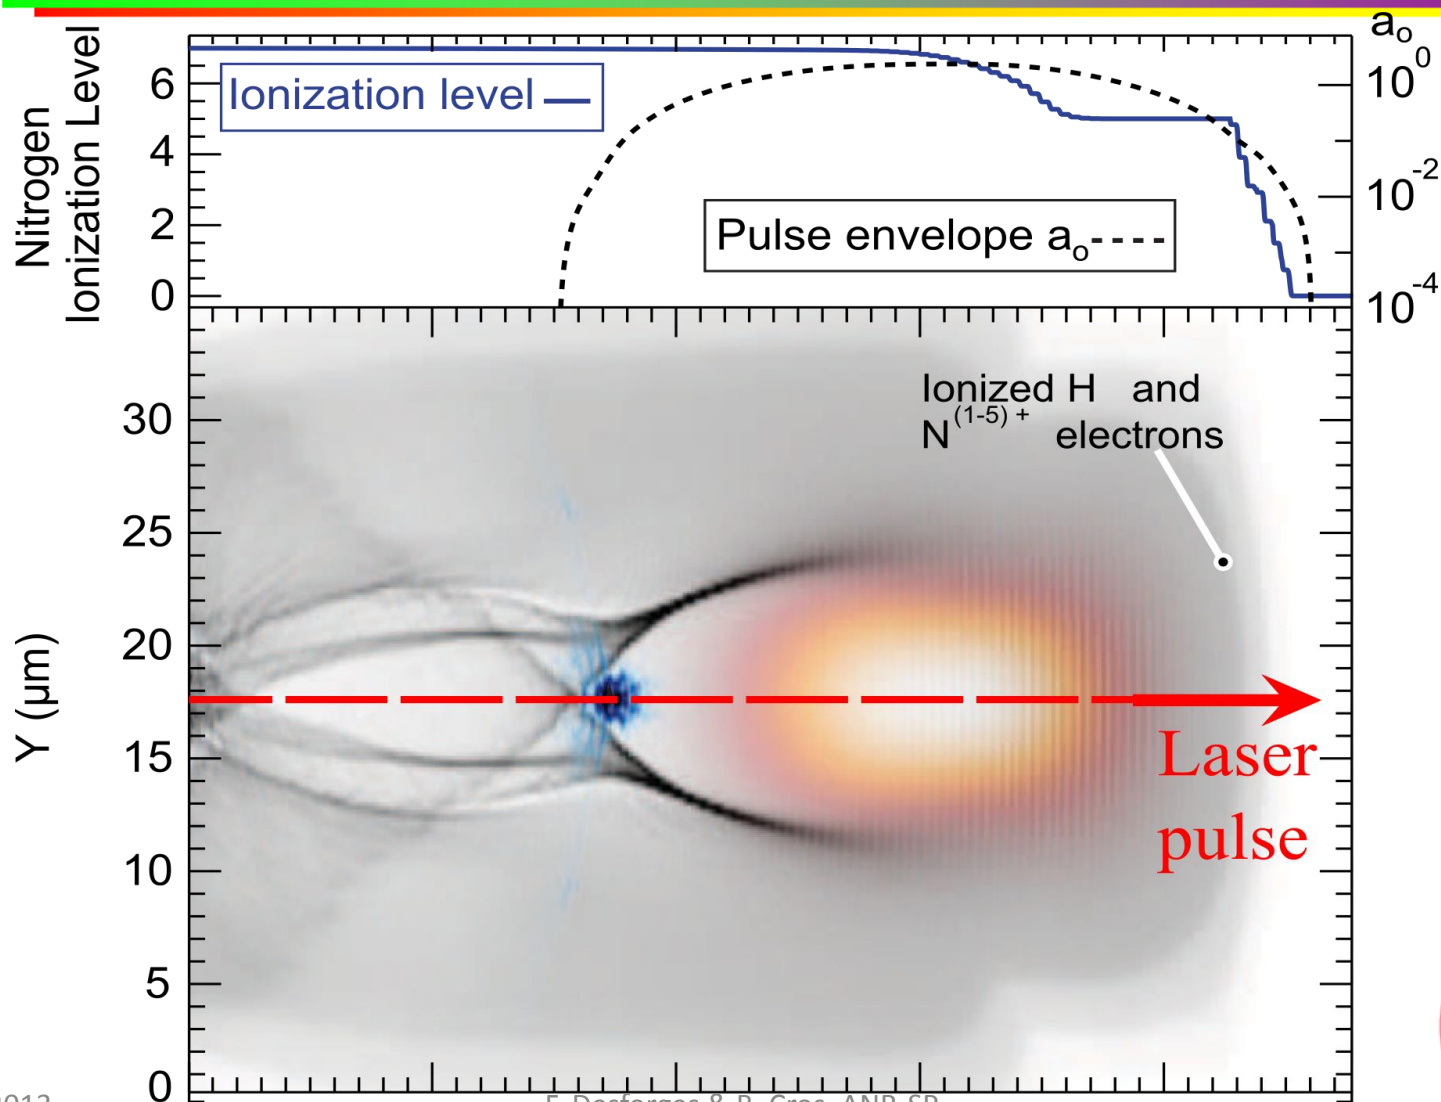 a₀
Nitrogen
Ionization Level
6
4
2
0
Ionization level
Pulse envelope a₀
10⁰
10⁻²
10⁻⁴
Ionized H and
N⁽¹⁻⁵⁾⁺ electrons
Y (µm)
30
25
20
15
10
5
0
Laser
pulse